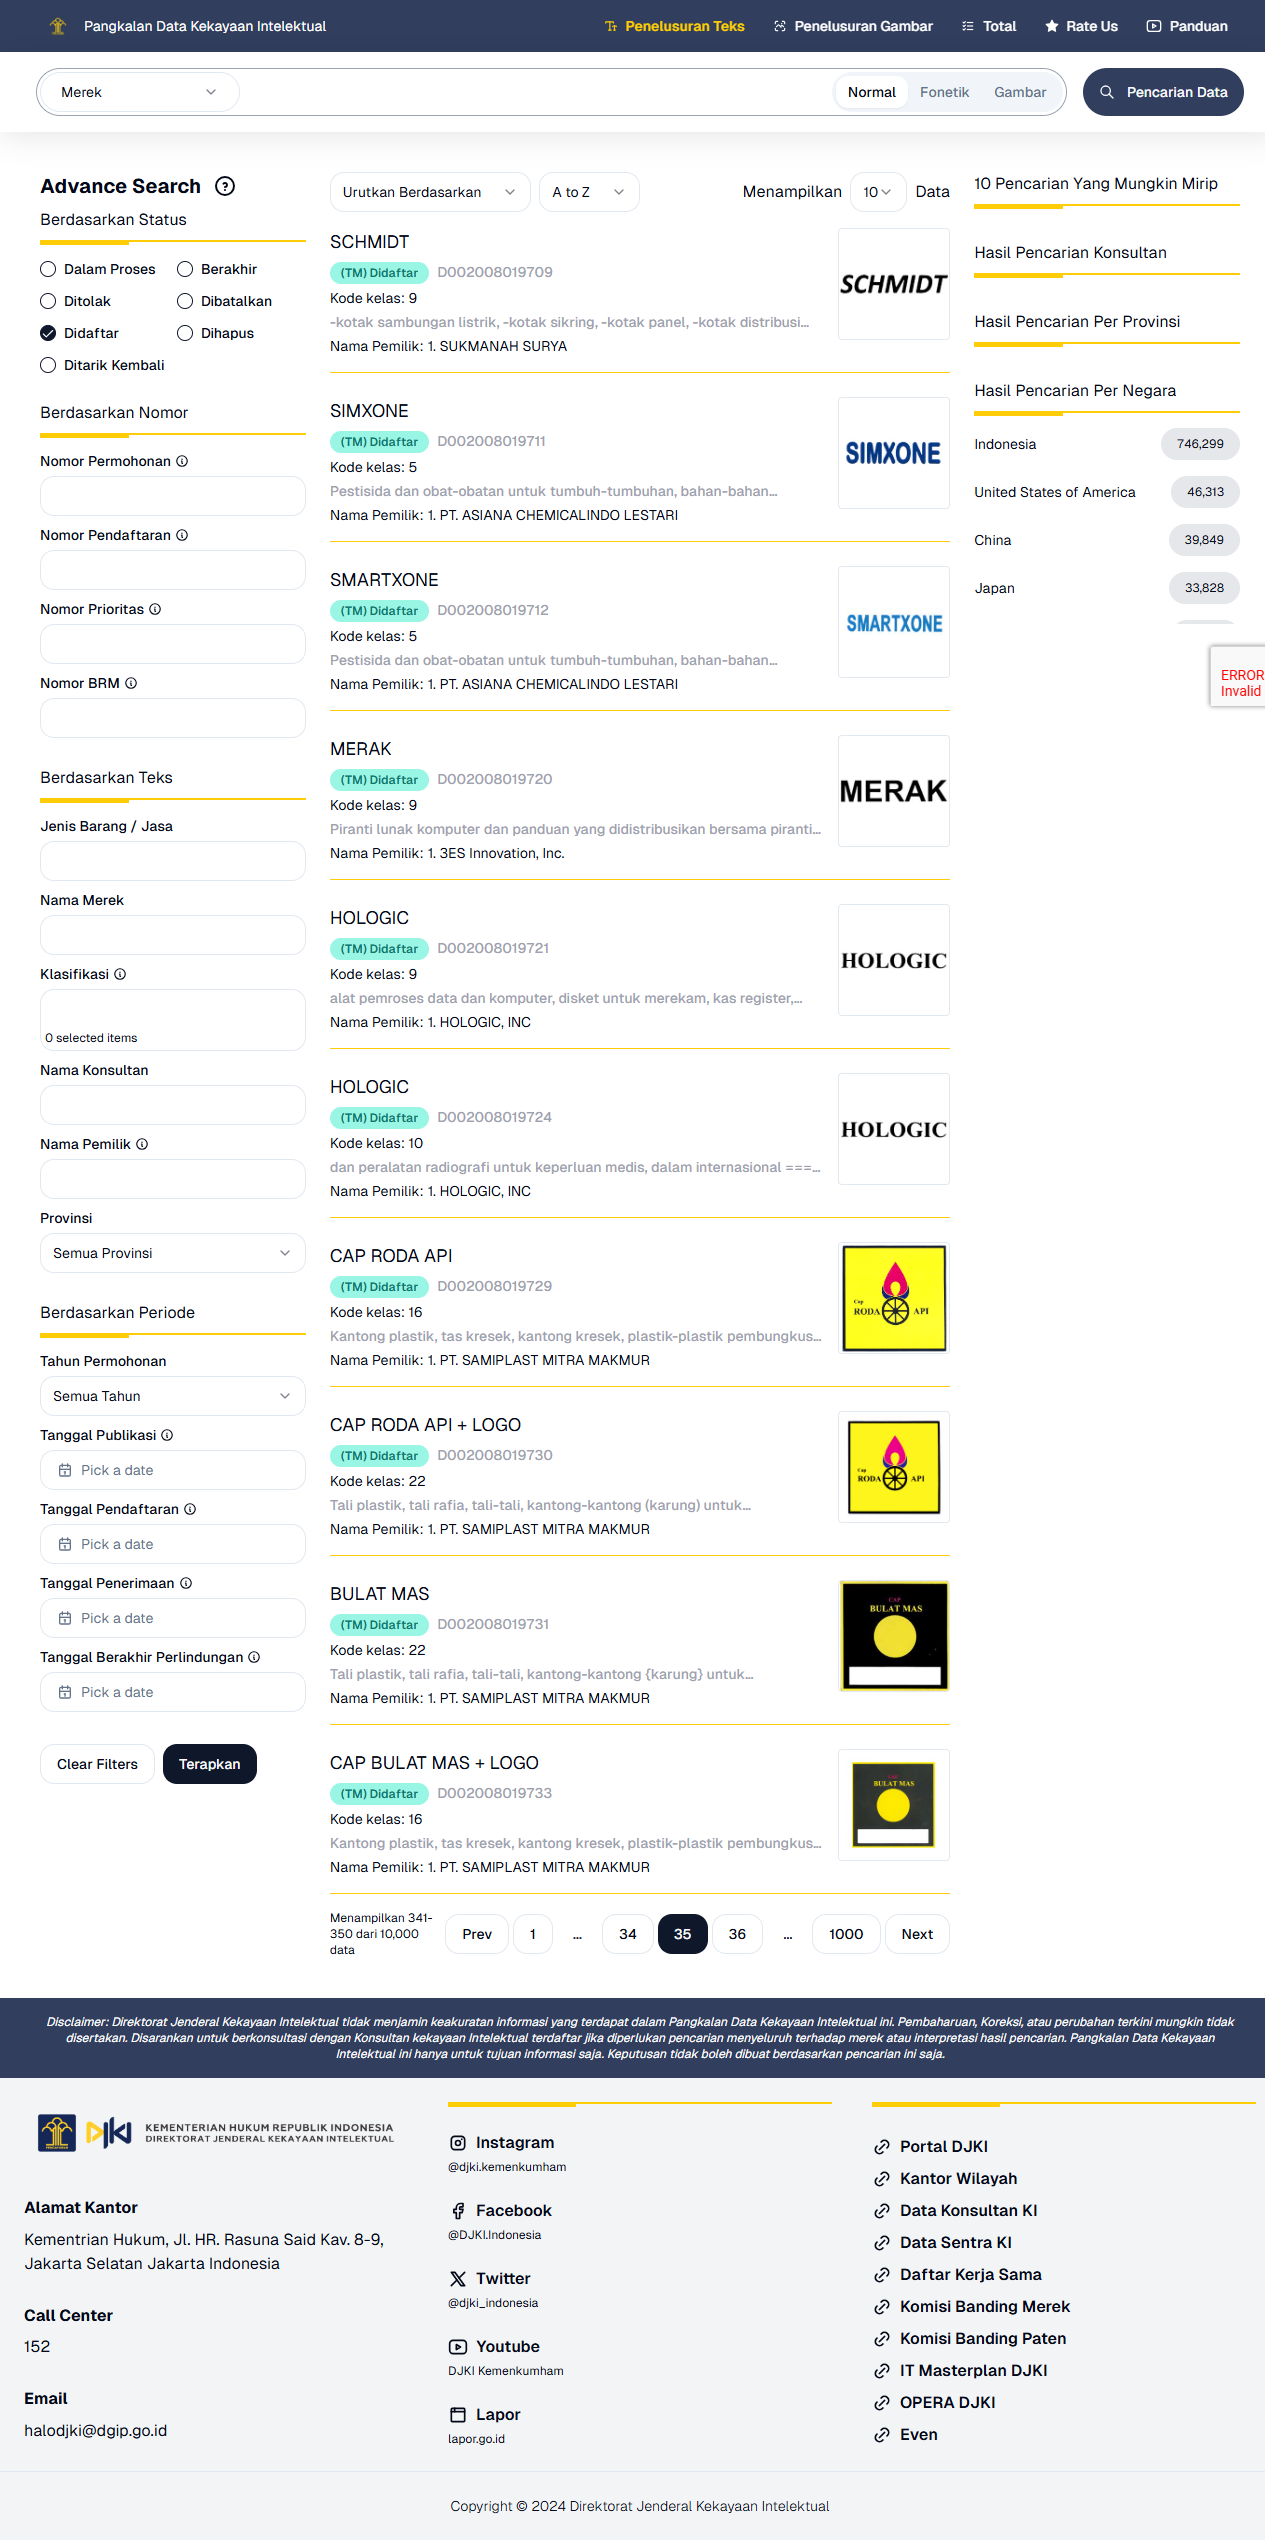 Pangkalan Data Kekayaan Intelektual
Penelusuran Teks
Penelusuran Gambar
Total
Rate Us
Panduan
Merek
Normal
Fonetik
Gambar
Pencarian Data
Advance Search
Berdasarkan Status
Dalam Proses
Berakhir
Ditolak
Dibatalkan
Didaftar
Dihapus
Ditarik Kembali
Berdasarkan Nomor
Nomor Permohonan
Nomor Pendaftaran
Nomor Prioritas
Nomor BRM
Berdasarkan Teks
Jenis Barang / Jasa
Nama Merek
Klasifikasi
0 selected items
Nama Konsultan
Nama Pemilik
Provinsi
Semua Provinsi
Berdasarkan Periode
Tahun Permohonan
Semua Tahun
Tanggal Publikasi
Pick a date
Tanggal Pendaftaran
Pick a date
Tanggal Penerimaan
Pick a date
Tanggal Berakhir Perlindungan
Pick a date
Clear Filters
Terapkan
Urutkan Berdasarkan
A to Z
Menampilkan 10 Data
SCHMIDT
(TM) Didaftar D002008019709
Kode kelas: 9
-kotak sambungan listrik, -kotak sikring, -kotak panel, -kotak distribusi...
Nama Pemilik: 1. SUKMANAH SURYA
SCHMIDT
SIMXONE
(TM) Didaftar D002008019711
Kode kelas: 5
Pestisida dan obat-obatan untuk tumbuh-tumbuhan, bahan-bahan...
Nama Pemilik: 1. PT. ASIANA CHEMICALINDO LESTARI
SIMXONE
SMARTXONE
(TM) Didaftar D002008019712
Kode kelas: 5
Pestisida dan obat-obatan untuk tumbuh-tumbuhan, bahan-bahan...
Nama Pemilik: 1. PT. ASIANA CHEMICALINDO LESTARI
SMARTXONE
MERAK
(TM) Didaftar D002008019720
Kode kelas: 9
Piranti lunak komputer dan panduan yang didistribusikan bersama piranti...
Nama Pemilik: 1. 3ES Innovation, Inc.
MERAK
HOLOGIC
(TM) Didaftar D002008019721
Kode kelas: 9
alat pemroses data dan komputer, disket untuk merekam, kas register,...
Nama Pemilik: 1. HOLOGIC, INC
HOLOGIC
HOLOGIC
(TM) Didaftar D002008019724
Kode kelas: 10
dan peralatan radiografi untuk keperluan medis, dalam internasional ===...
Nama Pemilik: 1. HOLOGIC, INC
HOLOGIC
CAP RODA API
(TM) Didaftar D002008019729
Kode kelas: 16
Kantong plastik, tas kresek, kantong kresek, plastik-plastik pembungkus...
Nama Pemilik: 1. PT. SAMIPLAST MITRA MAKMUR
Cap
RODA API
CAP RODA API + LOGO
(TM) Didaftar D002008019730
Kode kelas: 22
Tali plastik, tali rafia, tali-tali, kantong-kantong (karung) untuk...
Nama Pemilik: 1. PT. SAMIPLAST MITRA MAKMUR
Cap
RODA API
BULAT MAS
(TM) Didaftar D002008019731
Kode kelas: 22
Tali plastik, tali rafia, tali-tali, kantong-kantong {karung} untuk...
Nama Pemilik: 1. PT. SAMIPLAST MITRA MAKMUR
CAP
BULAT MAS
CAP BULAT MAS + LOGO
(TM) Didaftar D002008019733
Kode kelas: 16
Kantong plastik, tas kresek, kantong kresek, plastik-plastik pembungkus...
Nama Pemilik: 1. PT. SAMIPLAST MITRA MAKMUR
CAP
BULAT MAS
Menampilkan 341-
350 dari 10,000
data
Prev 1 ... 34 35 36 ... 1000 Next
10 Pencarian Yang Mungkin Mirip
Hasil Pencarian Konsultan
Hasil Pencarian Per Provinsi
Hasil Pencarian Per Negara
Indonesia 746,299
United States of America 46,313
China 39,849
Japan 33,828
ERROR
Invalid
Disclaimer: Direktorat Jenderal Kekayaan Intelektual tidak menjamin keakuratan informasi yang terdapat dalam Pangkalan Data Kekayaan Intelektual ini. Pembaharuan, Koreksi, atau perubahan terkini mungkin tidak
disertakan. Disarankan untuk berkonsultasi dengan Konsultan kekayaan Intelektual terdaftar jika diperlukan pencarian menyeluruh terhadap merek atau interpretasi hasil pencarian. Pangkalan Data Kekayaan
Intelektual ini hanya untuk tujuan informasi saja. Keputusan tidak boleh dibuat berdasarkan pencarian ini saja.
KEMENTERIAN HUKUM REPUBLIK INDONESIA
DIREKTORAT JENDERAL KEKAYAAN INTELEKTUAL
Alamat Kantor
Kementrian Hukum, Jl. HR. Rasuna Said Kav. 8-9,
Jakarta Selatan Jakarta Indonesia
Call Center
152
Email
halodjki@dgip.go.id
Instagram
@djki.kemenkumham
Facebook
@DJKI.Indonesia
Twitter
@djki_indonesia
Youtube
DJKI Kemenkumham
Lapor
lapor.go.id
Portal DJKI
Kantor Wilayah
Data Konsultan KI
Data Sentra KI
Daftar Kerja Sama
Komisi Banding Merek
Komisi Banding Paten
IT Masterplan DJKI
OPERA DJKI
Even
Copyright © 2024 Direktorat Jenderal Kekayaan Intelektual